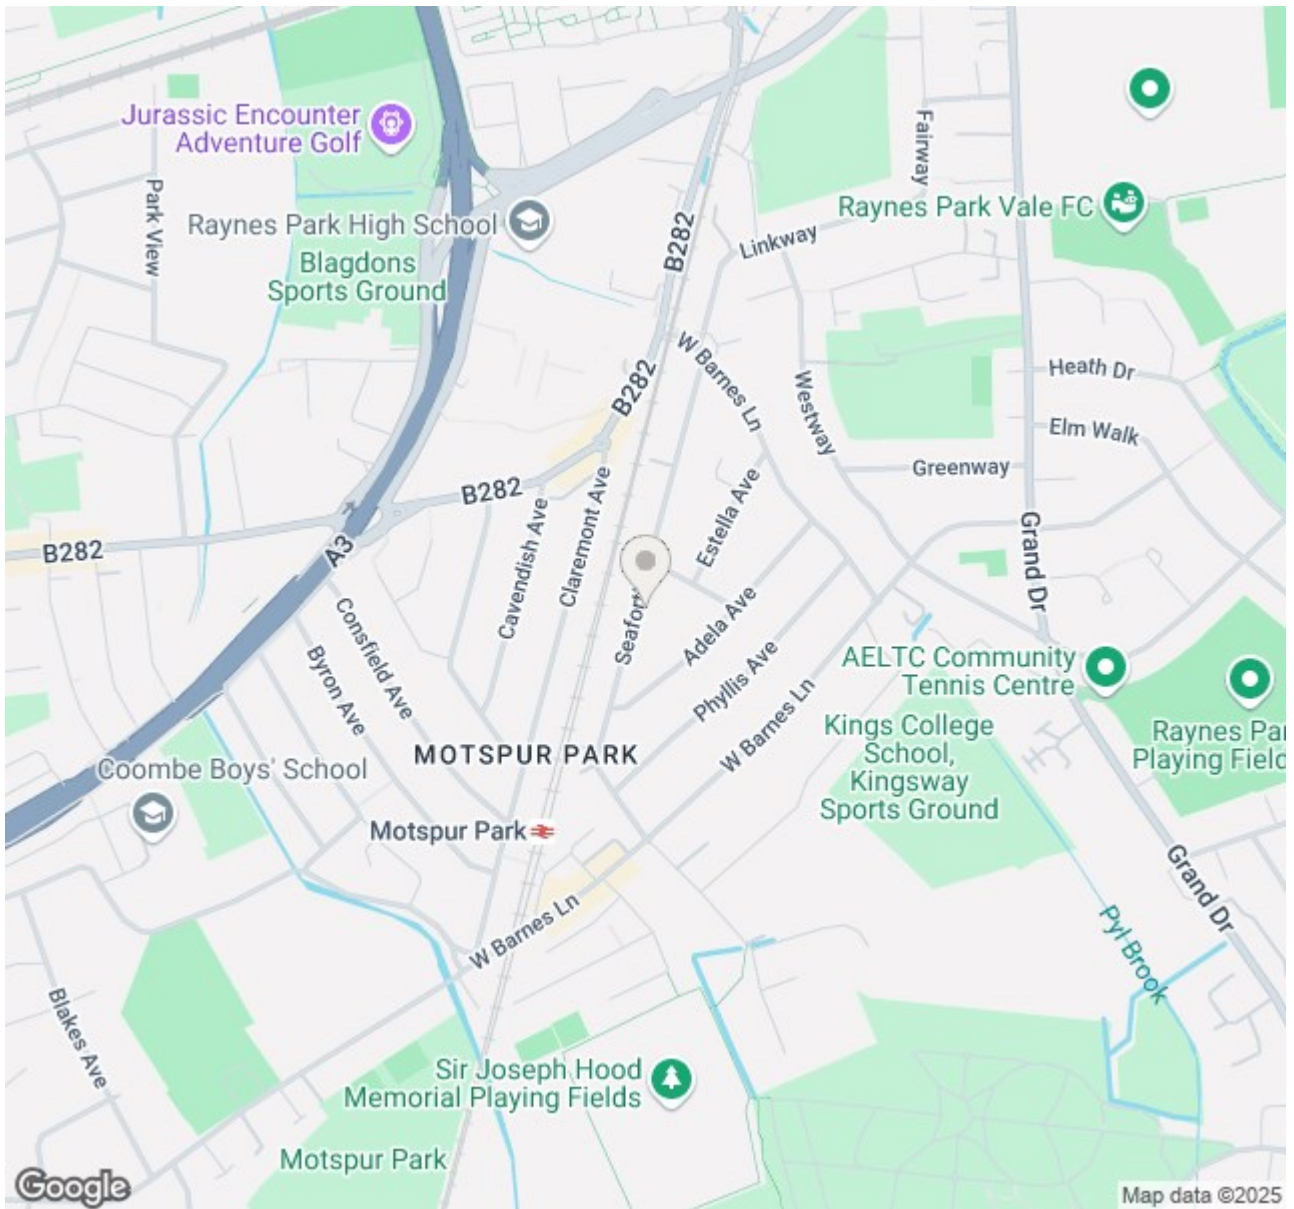 Jurassic Encounter
Adventure Golf
Fairway
Park View
Raynes Park High School
Raynes Park Vale FC
B282
Linkway
Blagdons
Sports Ground
W Barnes Ln
Heath Dr
B282
Westway
Elm Walk
Greenway
B282
Estella Ave
Claremont Ave
Cavendish Ave
Grand Dr
B282
A3
Consfield Ave
Adela Ave
Byron Ave
Phyllis Ave
AELTC Community
Tennis Centre
W Barnes Ln
Kings College
School,
Kingsway
Sports Ground
Raynes Par
Playing Field
MOTSPUR PARK
Coombe Boys' School
Motspur Park
Grand Dr
W Barnes Ln
Pyl Brook
Blakes Ave
Sir Joseph Hood
Memorial Playing Fields
Motspur Park
Google
Map data ©2025